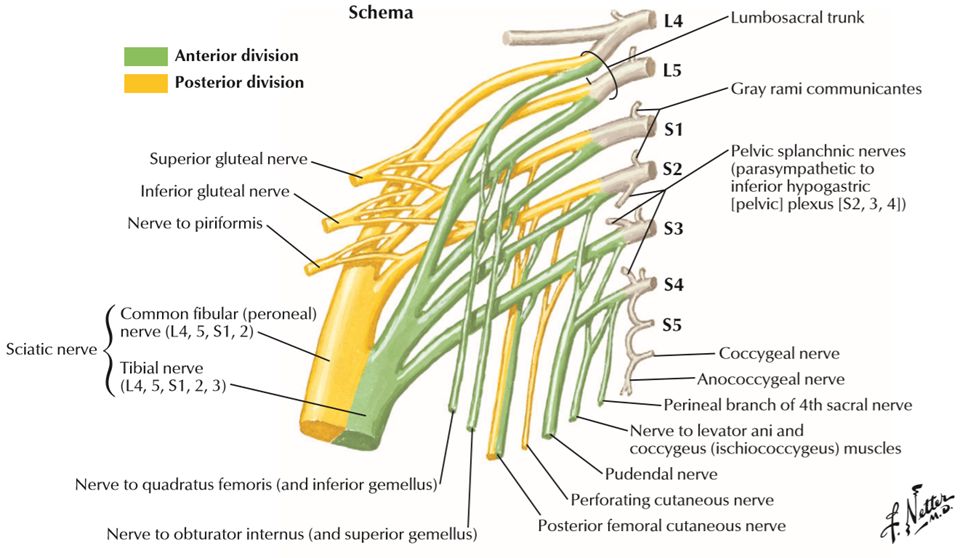 Schema
Anterior division
Posterior division
L4
Lumbosacral trunk
L5
Gray rami communicantes
S1
Pelvic splanchnic nerves
(parasympathetic to
inferior hypogastric
[pelvic] plexus [S2, 3, 4])
S2
S3
S4
S5
Superior gluteal nerve
Inferior gluteal nerve
Nerve to piriformis
Sciatic nerve
Common fibular (peroneal)
nerve (L4, 5, S1, 2)
Tibial nerve
(L4, 5, S1, 2, 3)
Coccygeal nerve
Anococcygeal nerve
Perineal branch of 4th sacral nerve
Nerve to levator ani and
coccygeus (ischiococcygeus) muscles
Pudendal nerve
Perforating cutaneous nerve
Posterior femoral cutaneous nerve
Nerve to quadratus femoris (and inferior gemellus)
Nerve to obturator internus (and superior gemellus)
F. Netter
M.D.